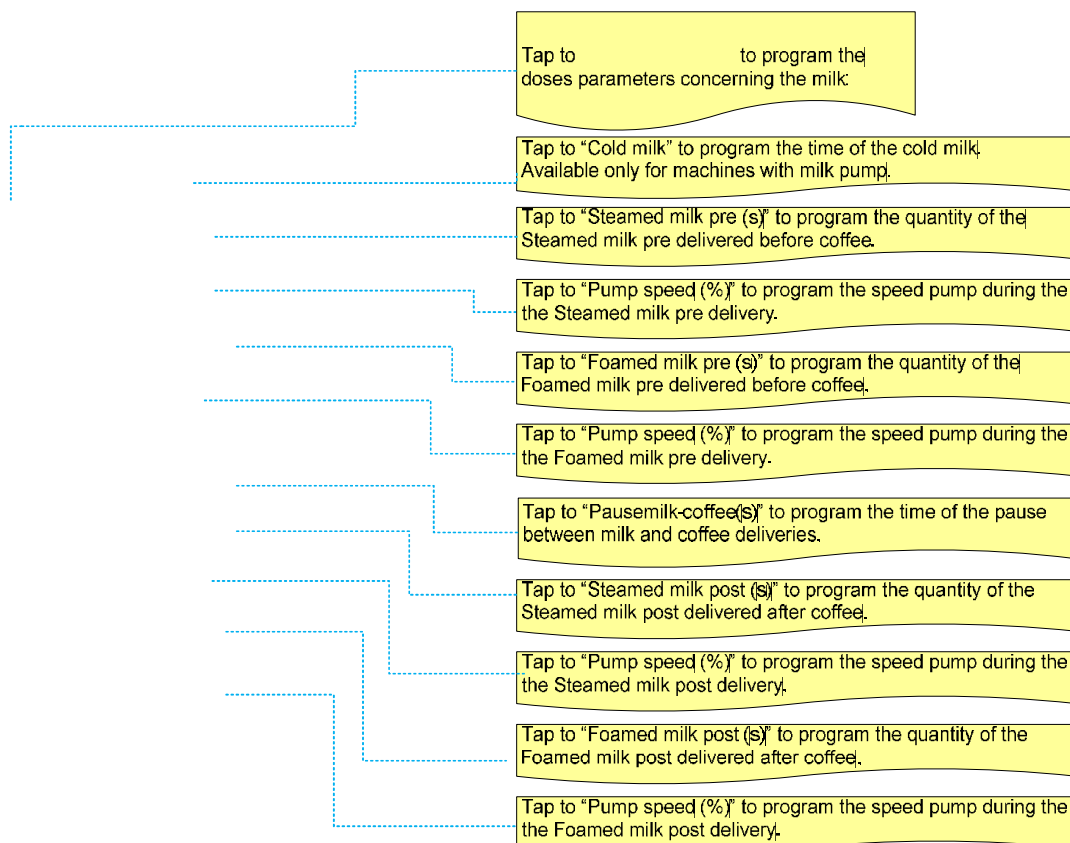 Tap to to program the
doses parameters concerning the milk:
Tap to “Cold milk” to program the time of the cold milk.
Available only for machines with milk pump.
Tap to “Steamed milk pre (s)” to program the quantity of the
Steamed milk pre delivered before coffee.
Tap to “Pump speed (%)” to program the speed pump during the
the Steamed milk pre delivery.
Tap to “Foamed milk pre (s)” to program the quantity of the
Foamed milk pre delivered before coffee.
Tap to “Pump speed (%)” to program the speed pump during the
the Foamed milk pre delivery.
Tap to “Pausemilk-coffee(s)” to program the time of the pause
between milk and coffee deliveries.
Tap to “Steamed milk post (s)” to program the quantity of the
Steamed milk post delivered after coffee.
Tap to “Pump speed (%)” to program the speed pump during the
the Steamed milk post delivery.
Tap to “Foamed milk post (s)” to program the quantity of the
Foamed milk post delivered after coffee.
Tap to “Pump speed (%)” to program the speed pump during the
the Foamed milk post delivery.